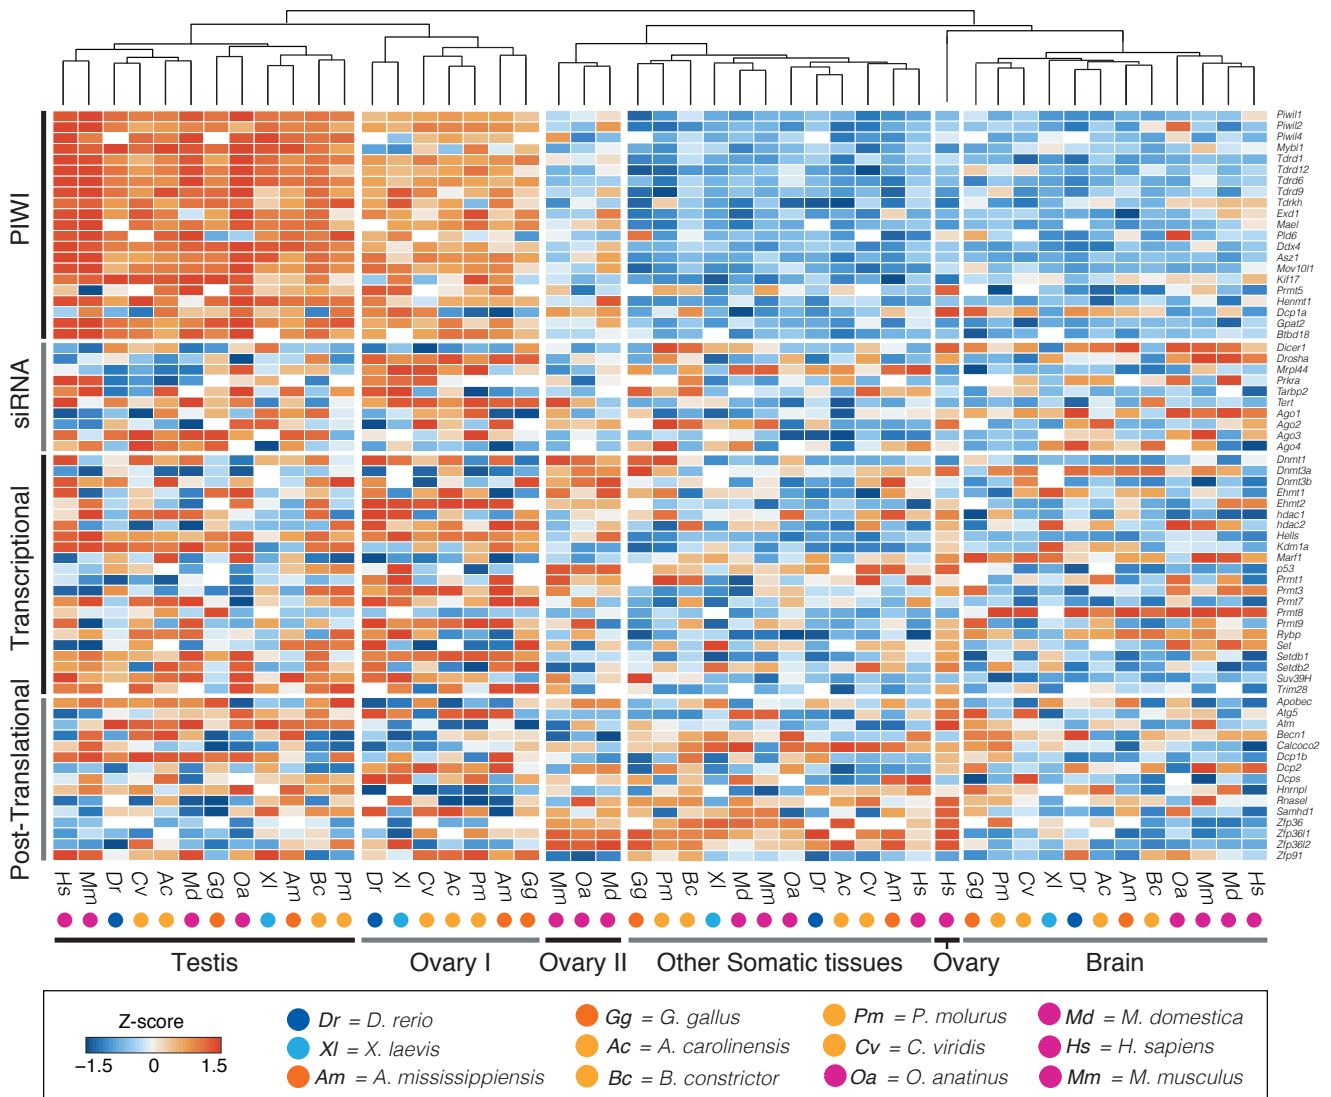 PIWI
siRNA
Transcriptional
Post-Translational
Piwil1
Piwil2
Piwil4
Mybl1
Tdrd1
Tdrd12
Tdrd6
Tdrd9
Tdrkh
Exd1
Mael
Pld6
Ddx4
Asz1
Mov10l1
Kif17
Prmt5
Henmt1
Dcp1a
Gpat2
Btbd18
Dicer1
Drosha
Mrpl44
Prkra
Tarbp2
Tert
Ago1
Ago2
Ago3
Ago4
Dnmt1
Dnmt3a
Dnmt3b
Ehmt1
Ehmt2
hdac1
hdac2
Hells
Kdm1a
Marf1
p53
Prmt1
Prmt3
Prmt7
Prmt8
Prmt9
Rybp
Set
Setdb1
Setdb2
Suv39H
Trim28
Apobec
Atg5
Atm
Becn1
Calcoco2
Dcp1b
Dcp2
Dcps
Hnrnpl
Rnasel
Samhd1
Zfp36
Zfp36l1
Zfp36l2
Zfp91
Hs Mm Dr Cv Ac Md Gg Oa Xl Am Bc Pm Dr Xl Cv Ac Pm Am Gg Mm Oa Md Gg Pm Bc Xl Md Mm Oa Dr Ac Cv Am Hs Hs Gg Pm Cv Xl Dr Ac Am Bc Oa Mm Md Hs
Testis Ovary I Ovary II Other Somatic tissues Ovary Brain
Z-score
−1.5 0 1.5
Dr = D. rerio
Xl = X. laevis
Am = A. mississippiensis
Gg = G. gallus
Ac = A. carolinensis
Bc = B. constrictor
Pm = P. molurus
Cv = C. viridis
Oa = O. anatinus
Md = M. domestica
Hs = H. sapiens
Mm = M. musculus